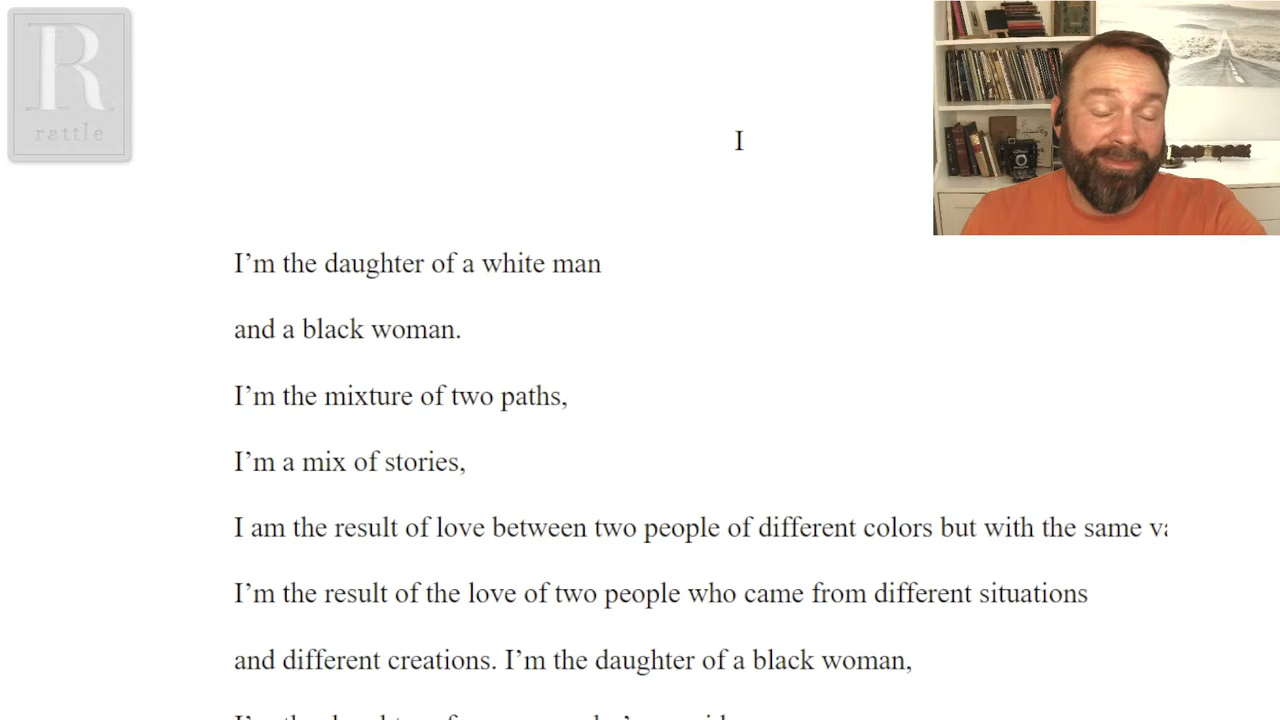 R
rattle
I
I'm the daughter of a white man
and a black woman.
I'm the mixture of two paths,
I'm a mix of stories,
I am the result of love between two people of different colors but with the same
I'm the result of the love of two people who came from different situations
and different creations. I'm the daughter of a black woman,